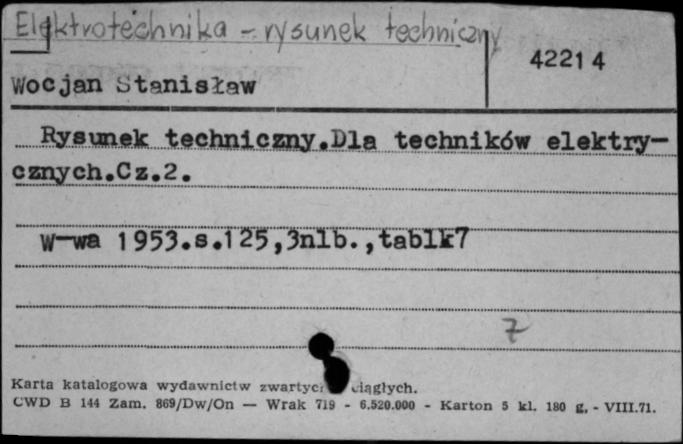 Elektrotechnika - rysunek techniczny
42214
Wocjan Stanisław
Rysunek techniczny.Dla techników elektry-
cznych.Cz.2.
W-wa 1953.s.125,3nlb.,tablk7
7
Karta katalogowa wydawnictw ciągłych.
CWD B 144 Zam. 869/Dw/On — Wrak 719 - 6.520.000 - Karton 5 kl. 180 g. - VIII.71.